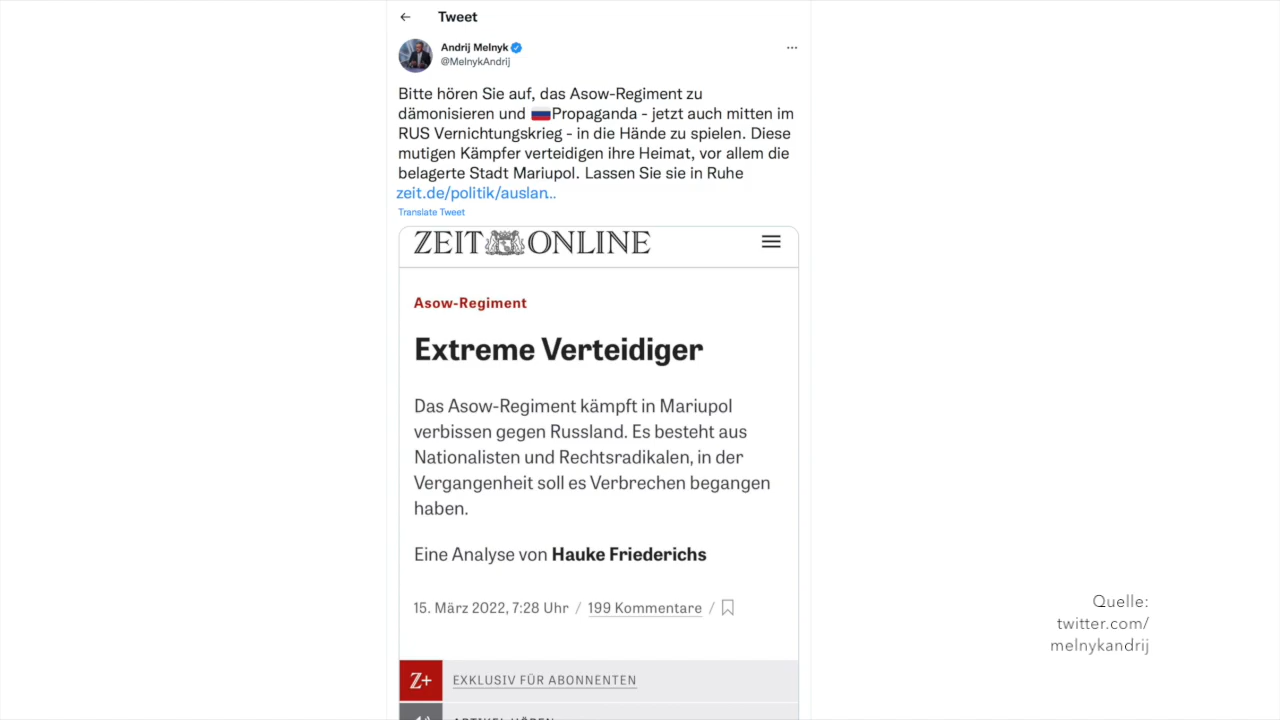 Tweet
Andrij Melnyk
@MelnykAndrij
Bitte hören Sie auf, das Asow-Regiment zu
dämonisieren und 🇷🇺Propaganda - jetzt auch mitten im
RUS Vernichtungskrieg - in die Hände zu spielen. Diese
mutigen Kämpfer verteidigen ihre Heimat, vor allem die
belagerte Stadt Mariupol. Lassen Sie sie in Ruhe
zeit.de/politik/auslan…
Translate Tweet
ZEIT ONLINE
Asow-Regiment
Extreme Verteidiger
Das Asow-Regiment kämpft in Mariupol
verbissen gegen Russland. Es besteht aus
Nationalisten und Rechtsradikalen, in der
Vergangenheit soll es Verbrechen begangen
haben.
Eine Analyse von Hauke Friederichs
15. März 2022, 7:28 Uhr / 199 Kommentare /
Z+ EXKLUSIV FÜR ABONNENTEN
ARTIKEL HÖREN
Quelle:
twitter.com/
melnykandrij